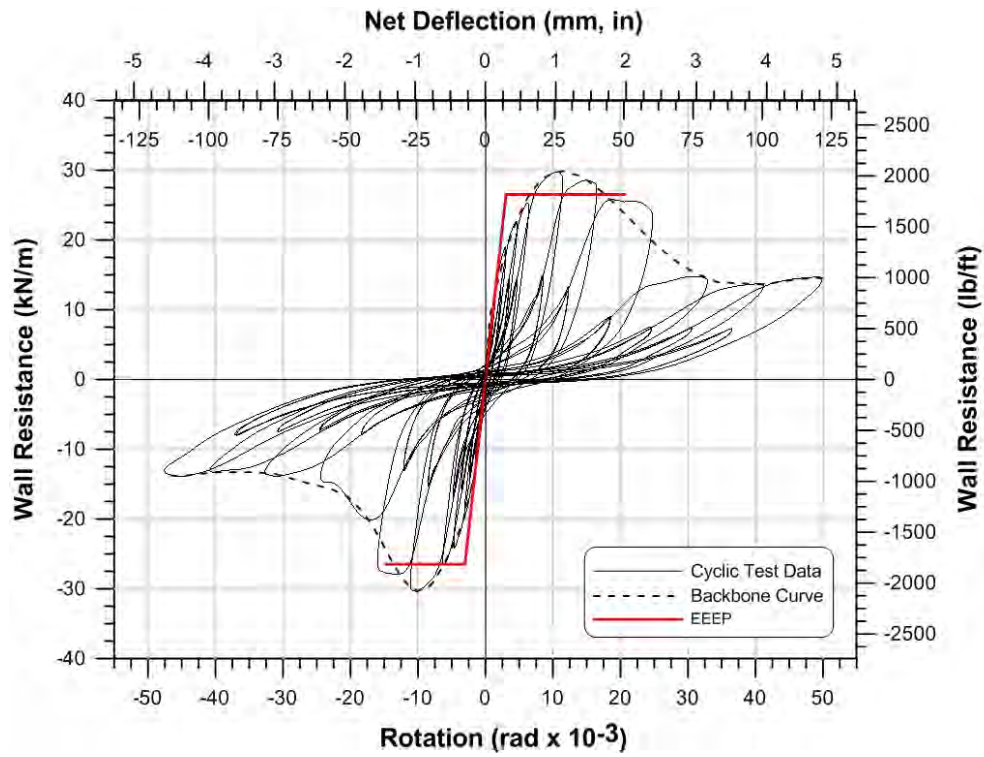 Net Deflection (mm, in)
-5 -4 -3 -2 -1 0 1 2 3 4 5
40 -125 -100 -75 -50 -25 0 25 50 75 100 125 2500
30 2000
20 1500
10 1000
500
0 0
-10 -500
-1000
-20 -1500
-30 -2000
-40 -2500
Wall Resistance (kN/m)
Wall Resistance (lb/ft)
Cyclic Test Data
Backbone Curve
EEEP
-50 -40 -30 -20 -10 0 10 20 30 40 50
Rotation (rad x 10-3)